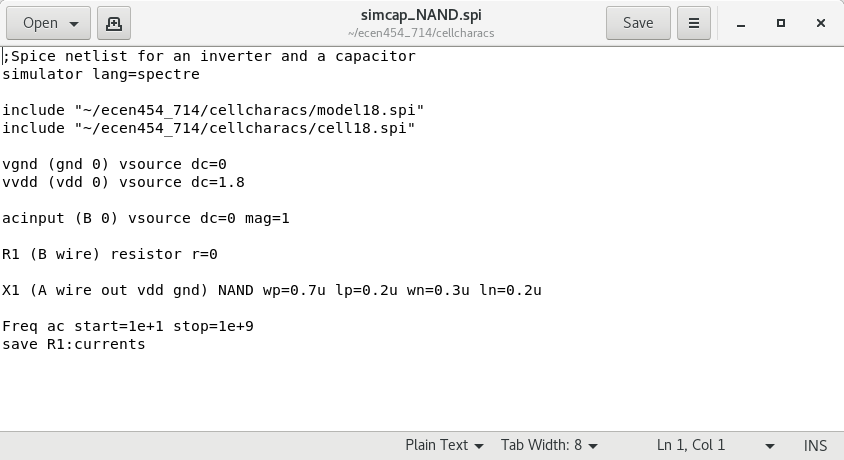 Open
simcap_NAND.spi
~/ecen454_714/cellcharacs
Save
;Spice netlist for an inverter and a capacitor
simulator lang=spectre
include "~/ecen454_714/cellcharacs/model18.spi"
include "~/ecen454_714/cellcharacs/cell18.spi"
vgnd (gnd 0) vsource dc=0
vvdd (vdd 0) vsource dc=1.8
acinput (B 0) vsource dc=0 mag=1
R1 (B wire) resistor r=0
X1 (A wire out vdd gnd) NAND wp=0.7u lp=0.2u wn=0.3u ln=0.2u
Freq ac start=1e+1 stop=1e+9
save R1:currents
Plain Text Tab Width: 8 Ln 1, Col 1 INS